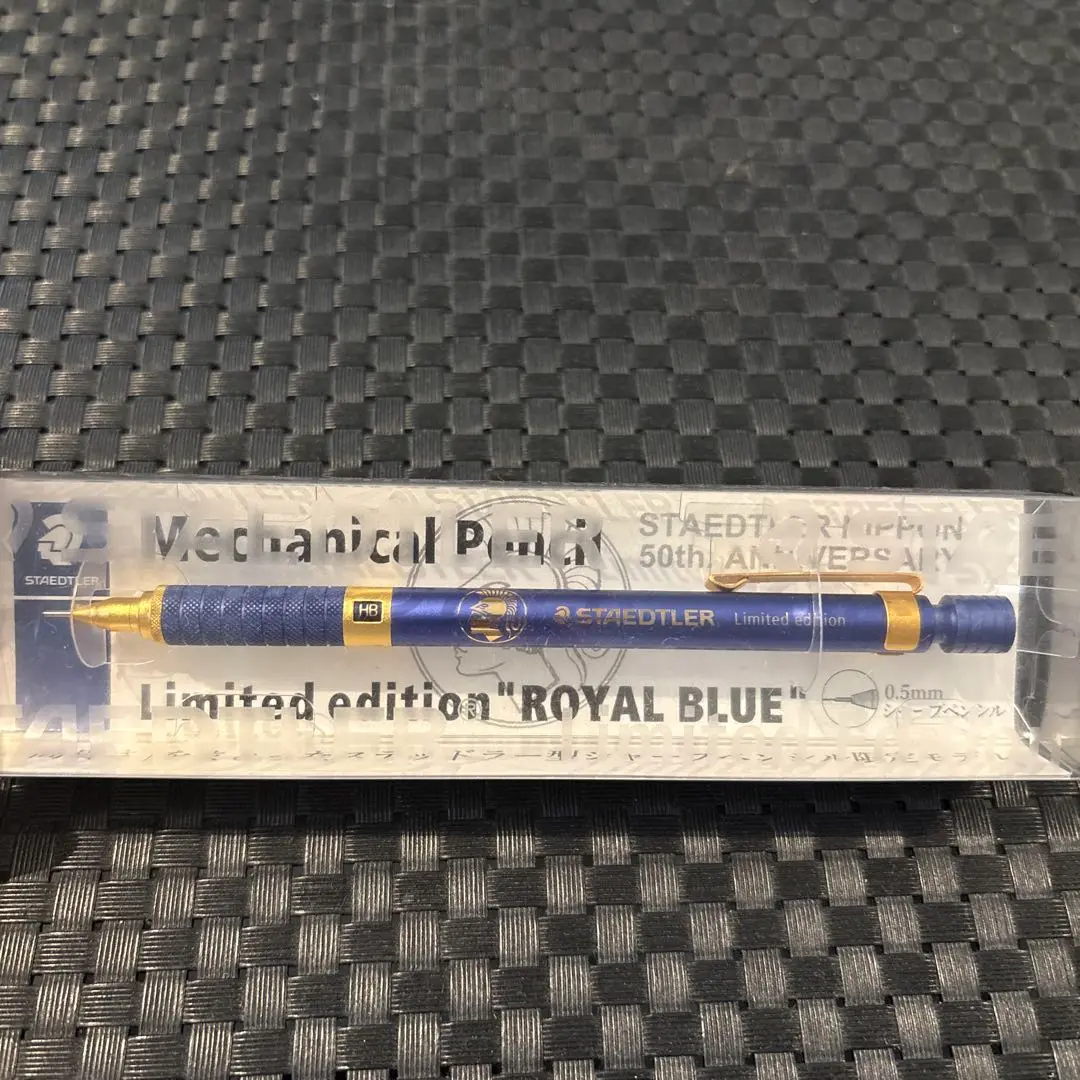 Mechanical Pencil
STAEDTLER NIPPON
50th. ANNIVERSARY
STAEDTLER
HB
STAEDTLER Limited edition
Limited edition "ROYAL BLUE"
0.5mm
シャープペンシル